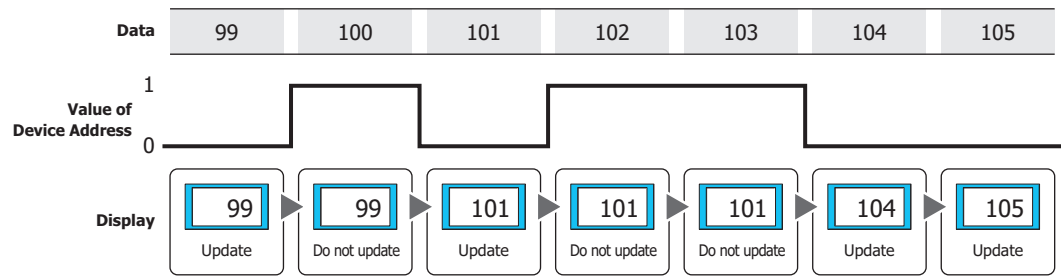 Data 99 100 101 102 103 104 105
1
Value of
Device Address
0
Display 99 99 101 101 101 104 105
Update Do not update Update Do not update Do not update Update Update